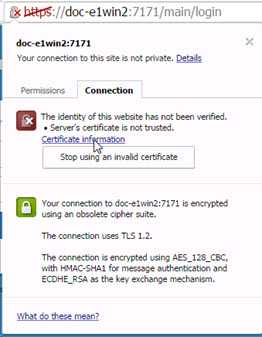 https://doc-e1win2:7171/main/login
doc-e1win2:7171
Your connection to this site is not private. Details
Permissions Connection
The identity of this website has not been verified.
• Server's certificate is not trusted.
Certificate information
Stop using an invalid certificate
Your connection to doc-e1win2:7171 is encrypted
using an obsolete cipher suite.
The connection uses TLS 1.2.
The connection is encrypted using AES_128_CBC,
with HMAC-SHA1 for message authentication and
ECDHE_RSA as the key exchange mechanism.
What do these mean?